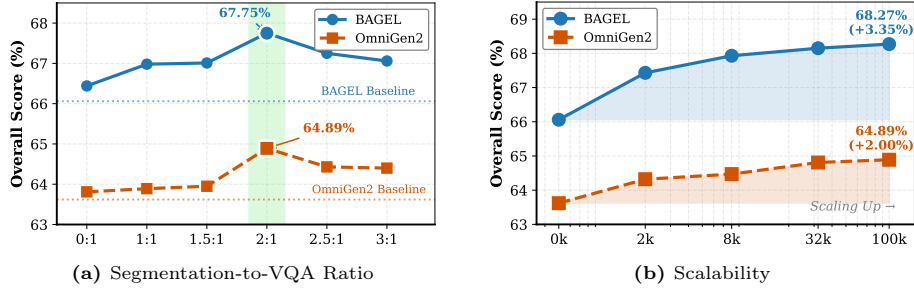 67.75%
BAGEL
OmniGen2
BAGEL Baseline
64.89%
OmniGen2 Baseline
Overall Score (%)
68
67
66
65
64
63
0:1
1:1
1.5:1
2:1
2.5:1
3:1
(a) Segmentation-to-VQA Ratio
BAGEL
OmniGen2
68.27%
(+3.35%)
64.89%
(+2.00%)
Scaling Up →
Overall Score (%)
69
68
67
66
65
64
63
0k
2k
8k
32k
100k
(b) Scalability